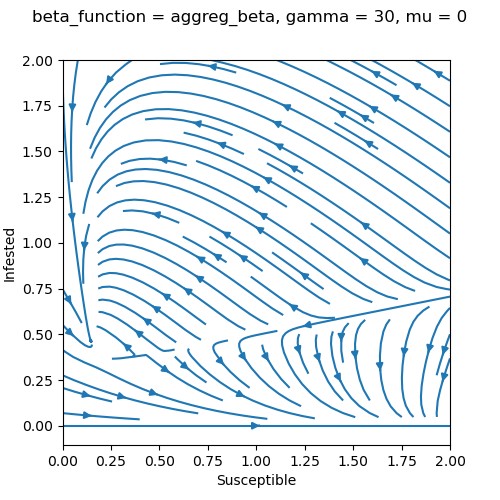 beta_function = aggreg_beta, gamma = 30, mu = 0
2.00
1.75
1.50
1.25
1.00
0.75
0.50
0.25
0.00
Infested
0.00 0.25 0.50 0.75 1.00 1.25 1.50 1.75 2.00
Susceptible